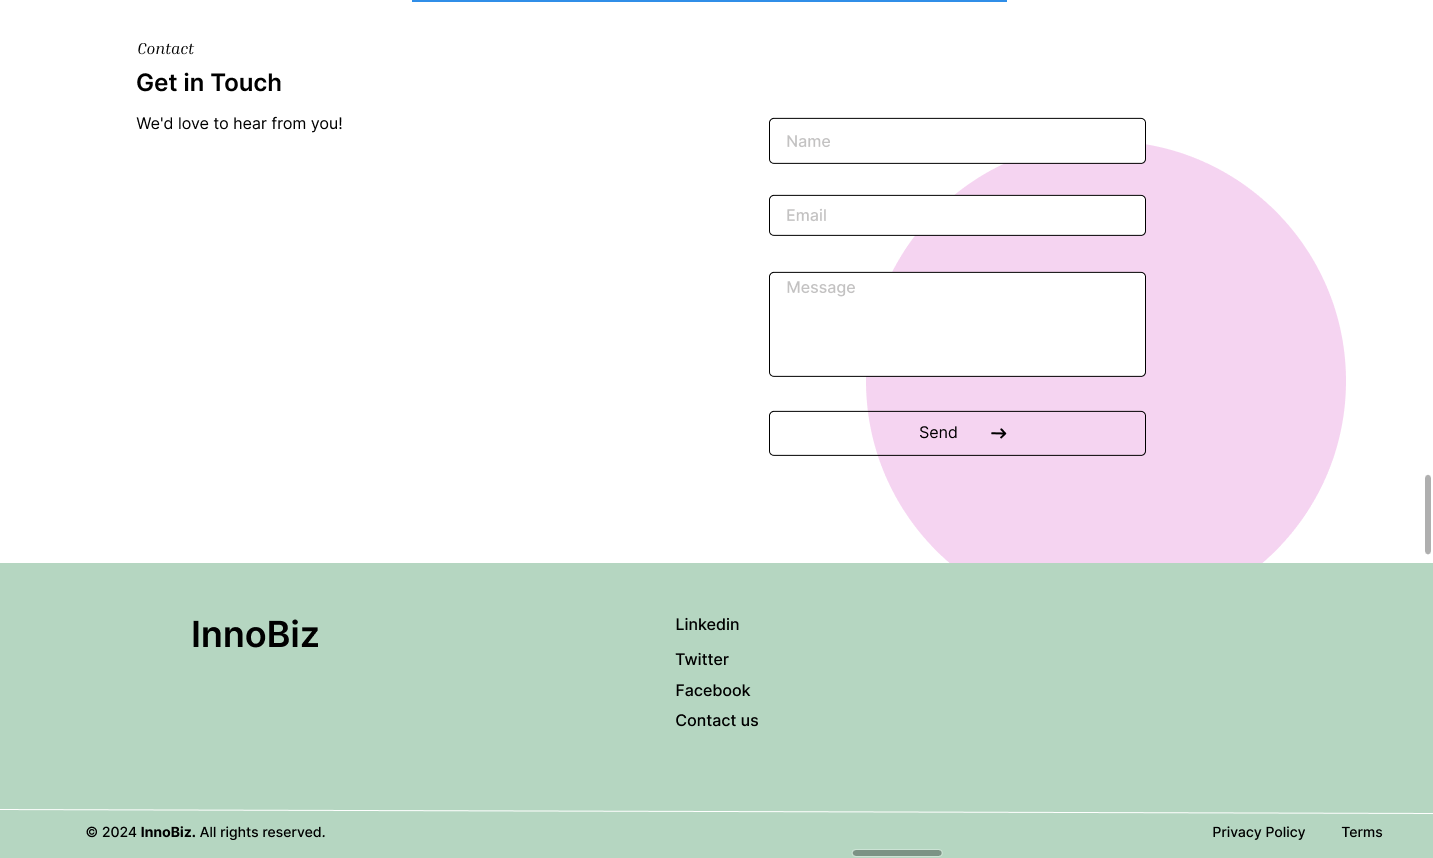 Contact
Get in Touch
We'd love to hear from you!
Name
Email
Message
Send
InnoBiz
Linkedin
Twitter
Facebook
Contact us
© 2024 InnoBiz. All rights reserved.
Privacy Policy
Terms